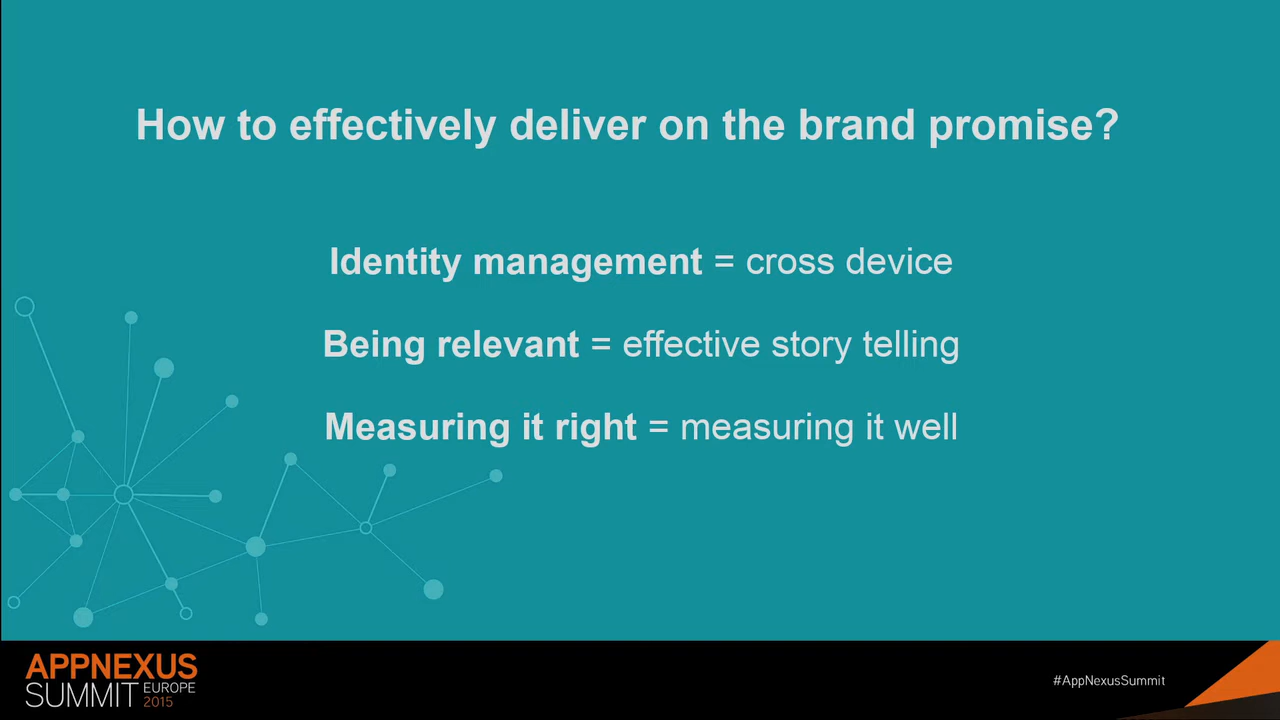 How to effectively deliver on the brand promise?
Identity management = cross device
Being relevant = effective story telling
Measuring it right = measuring it well
APPNEXUS
SUMMIT EUROPE 2015
#AppNexusSummit